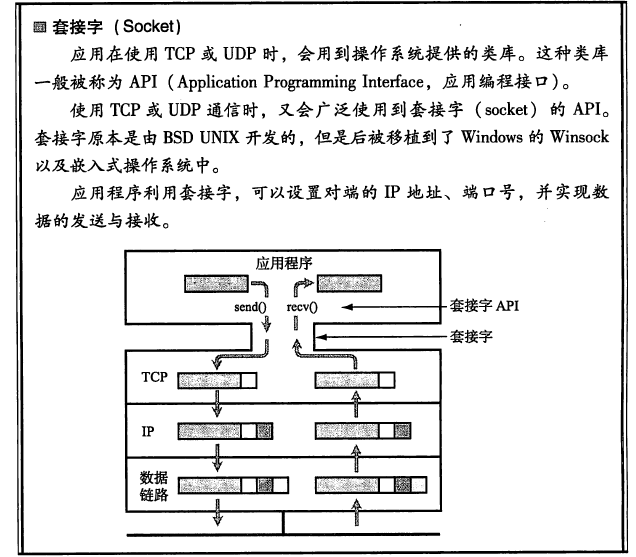 ■ 套接字（Socket）
应用在使用 TCP 或 UDP 时，会用到操作系统提供的类库。这种类库
一般被称为 API（Application Programming Interface，应用编程接口）。
使用 TCP 或 UDP 通信时，又会广泛使用到套接字（socket）的 API。
套接字原本是由 BSD UNIX 开发的，但是后被移植到了 Windows 的 Winsock
以及嵌入式操作系统中。
应用程序利用套接字，可以设置对端的 IP 地址、端口号，并实现数
据的发送与接收。
应用程序
send() recv()
套接字 API
套接字
TCP
IP
数据
链路